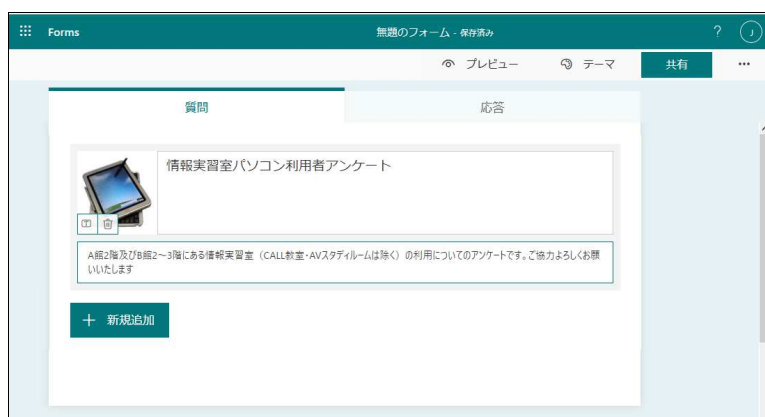 Forms
無題のフォーム - 保存済み
?
J
プレビュー
テーマ
共有
...
質問
応答
情報実習室パソコン利用者アンケート
A館2階及びB館2～3階にある情報実習室（CALL教室・AVスタディルームは除く）の利用についてのアンケートです。ご協力よろしくお願
いいたします
＋ 新規追加